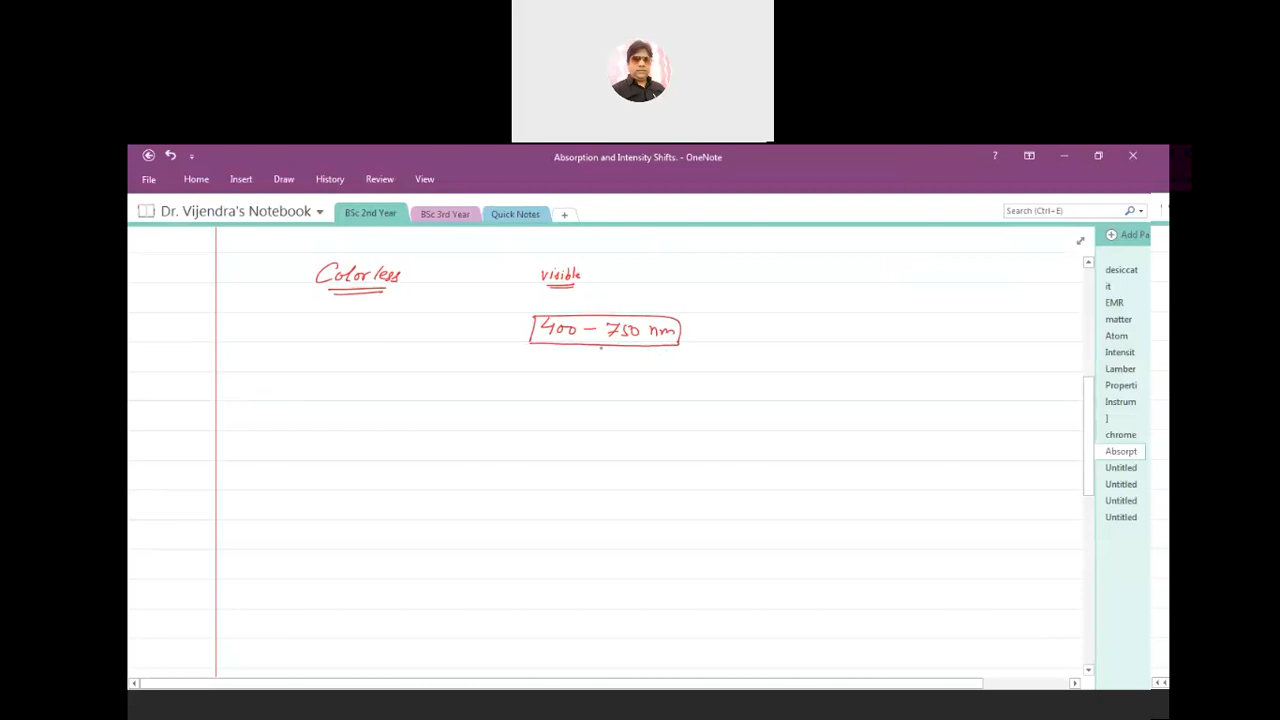 Absorption and Intensity Shifts. - OneNote
?
File Home Insert Draw History Review View
Dr. Vijendra's Notebook
BSc 2nd Year
BSc 3rd Year
Quick Notes
Search (Ctrl+E)
Add Pa
Colorless
visible
400 – 750 nm
desiccat
it
EMR
matter
Atom
Intensit
Lamber
Properti
Instrum
]
chrome
Absorpt
Untitled
Untitled
Untitled
Untitled